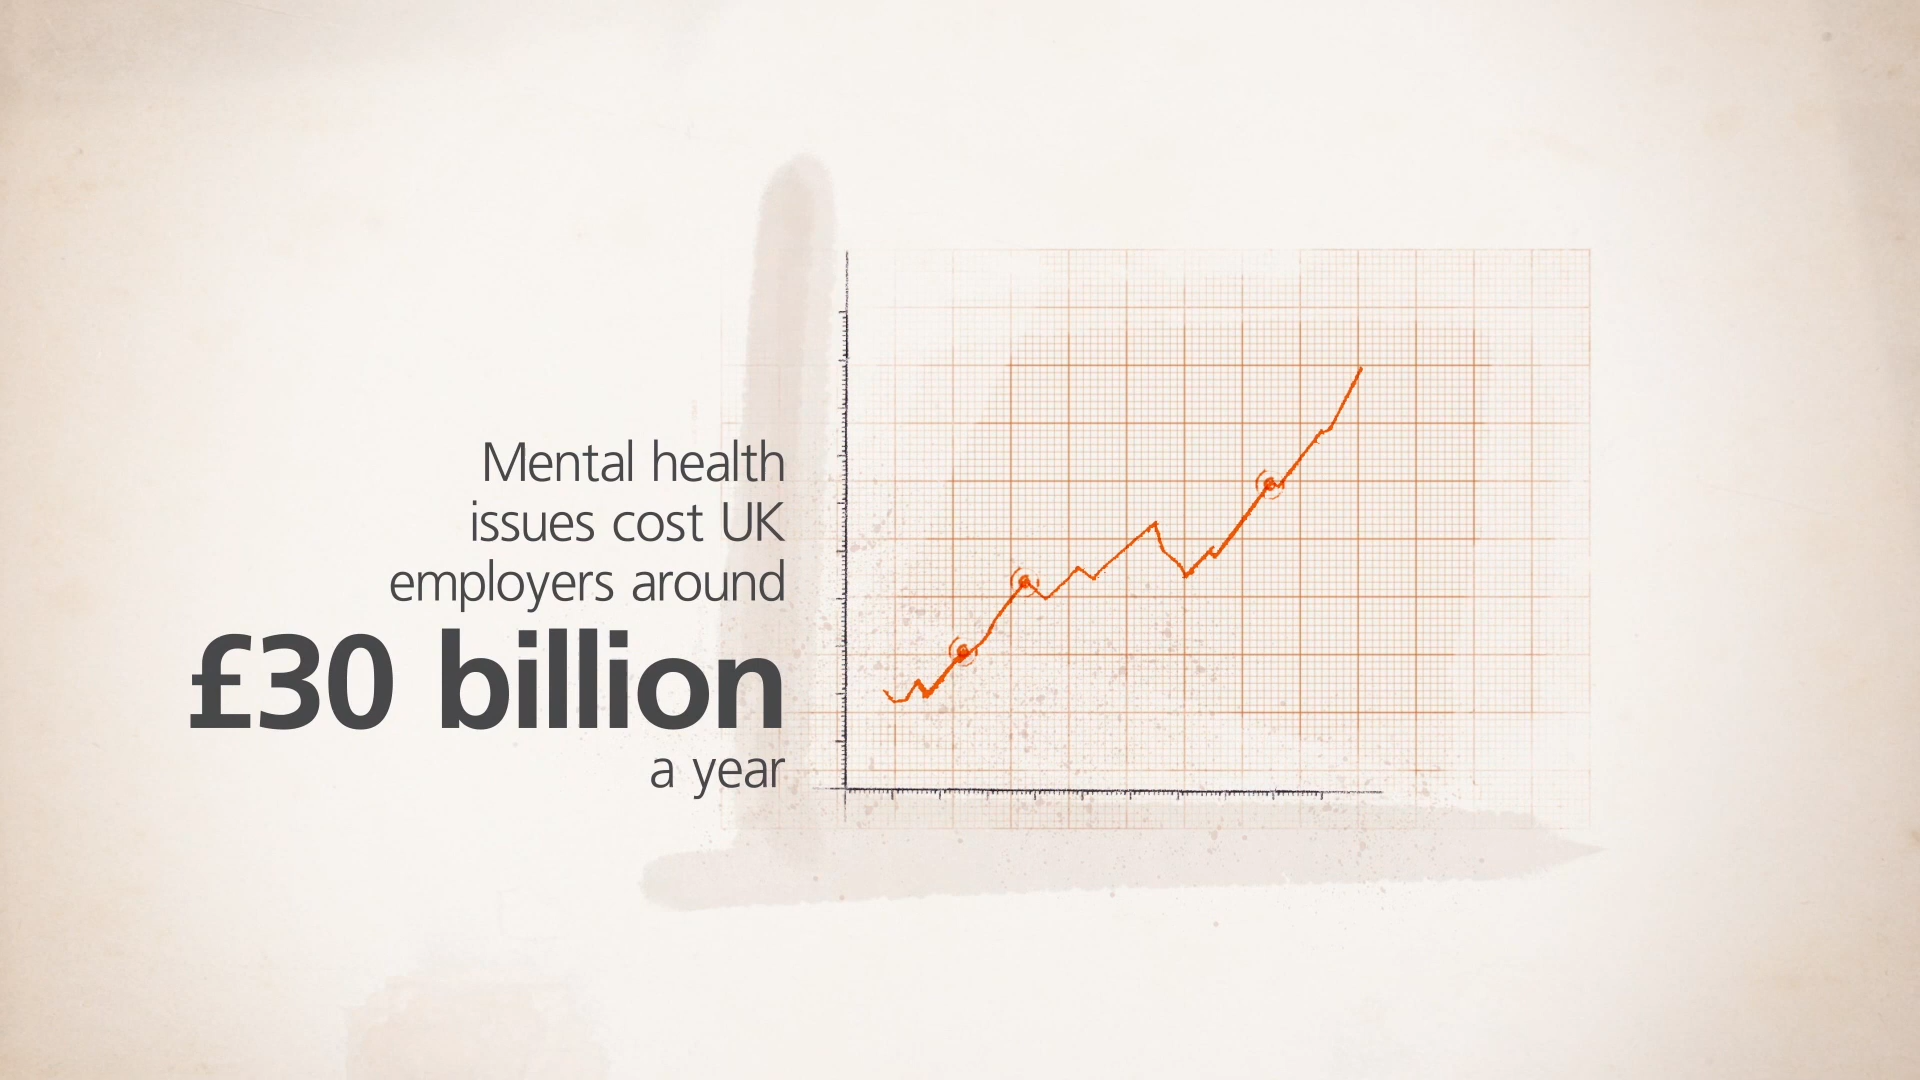 Mental health
issues cost UK
employers around
£30 billion
a year